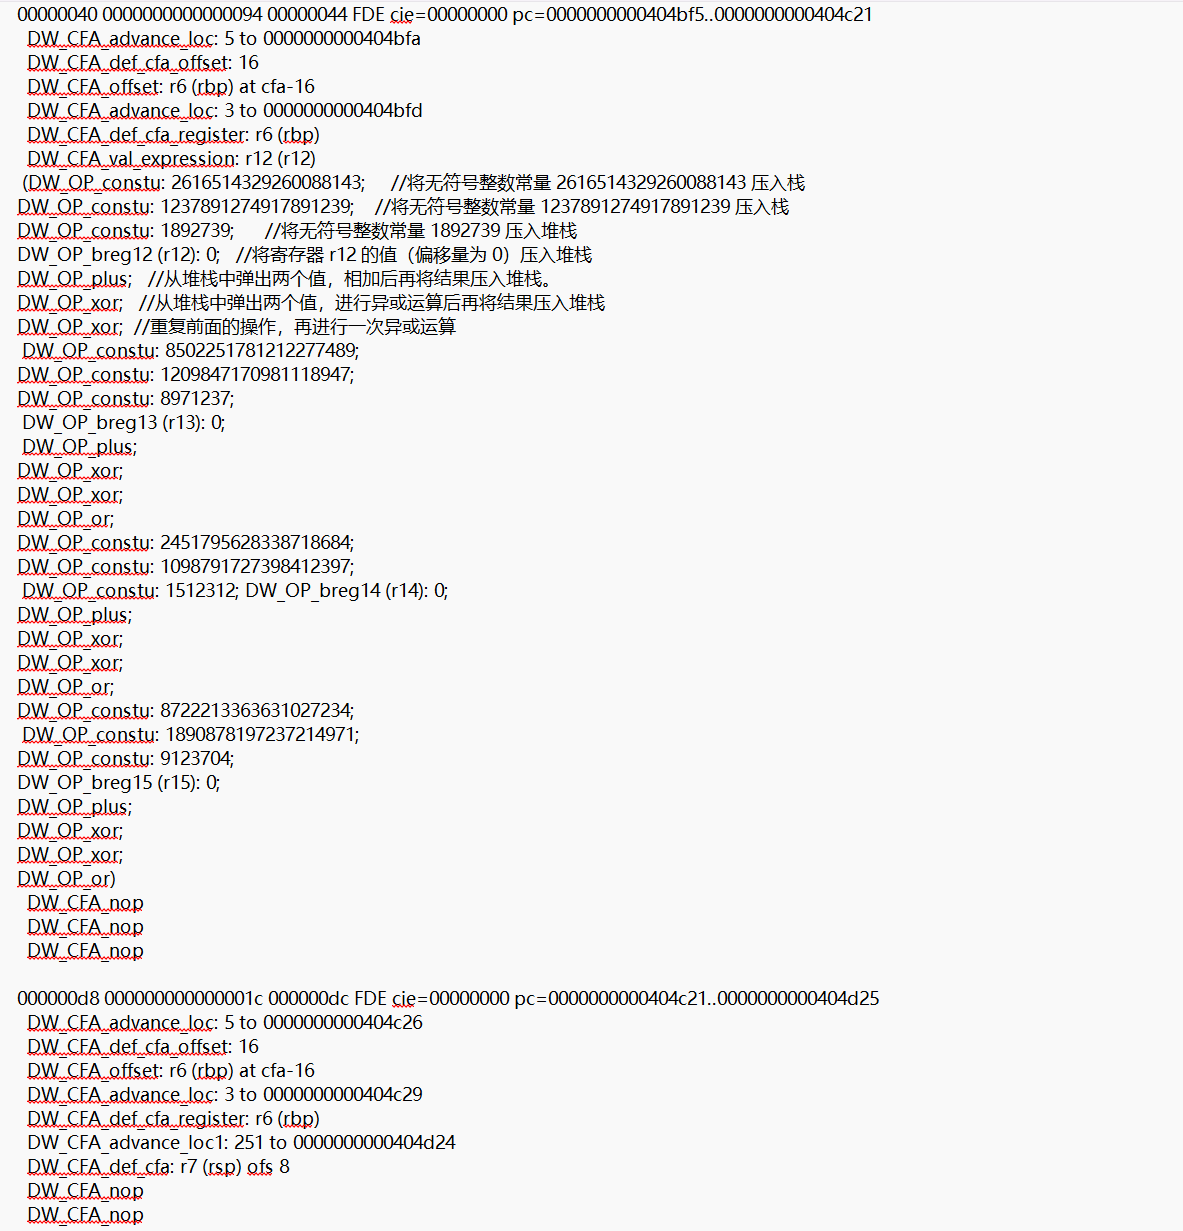 00000040 0000000000000094 00000044 FDE cie=00000000 pc=0000000000404bf5..0000000000404c21
DW_CFA_advance_loc: 5 to 0000000000404bfa
DW_CFA_def_cfa_offset: 16
DW_CFA_offset: r6 (rbp) at cfa-16
DW_CFA_advance_loc: 3 to 0000000000404bfd
DW_CFA_def_cfa_register: r6 (rbp)
DW_CFA_val_expression: r12 (r12)
(DW_OP_constu: 2616514329260088143; //将无符号整数常量 2616514329260088143 压入栈
DW_OP_constu: 1237891274917891239; //将无符号整数常量 1237891274917891239 压入栈
DW_OP_constu: 1892739; //将无符号整数常量 1892739 压入堆栈
DW_OP_breg12 (r12): 0; //将寄存器 r12 的值（偏移量为 0）压入堆栈
DW_OP_plus; //从堆栈中弹出两个值，相加后再将结果压入堆栈。
DW_OP_xor; //从堆栈中弹出两个值，进行异或运算后再将结果压入堆栈
DW_OP_xor; //重复前面的操作，再进行一次异或运算
DW_OP_constu: 8502251781212277489;
DW_OP_constu: 1209847170981118947;
DW_OP_constu: 8971237;
DW_OP_breg13 (r13): 0;
DW_OP_plus;
DW_OP_xor;
DW_OP_xor;
DW_OP_or;
DW_OP_constu: 2451795628338718684;
DW_OP_constu: 1098791727398412397;
DW_OP_constu: 1512312; DW_OP_breg14 (r14): 0;
DW_OP_plus;
DW_OP_xor;
DW_OP_xor;
DW_OP_or;
DW_OP_constu: 8722213363631027234;
DW_OP_constu: 1890878197237214971;
DW_OP_constu: 9123704;
DW_OP_breg15 (r15): 0;
DW_OP_plus;
DW_OP_xor;
DW_OP_xor;
DW_OP_or)
DW_CFA_nop
DW_CFA_nop
DW_CFA_nop
000000d8 000000000000001c 000000dc FDE cie=00000000 pc=0000000000404c21..0000000000404d25
DW_CFA_advance_loc: 5 to 0000000000404c26
DW_CFA_def_cfa_offset: 16
DW_CFA_offset: r6 (rbp) at cfa-16
DW_CFA_advance_loc: 3 to 0000000000404c29
DW_CFA_def_cfa_register: r6 (rbp)
DW_CFA_advance_loc1: 251 to 0000000000404d24
DW_CFA_def_cfa: r7 (rsp) ofs 8
DW_CFA_nop
DW_CFA_nop